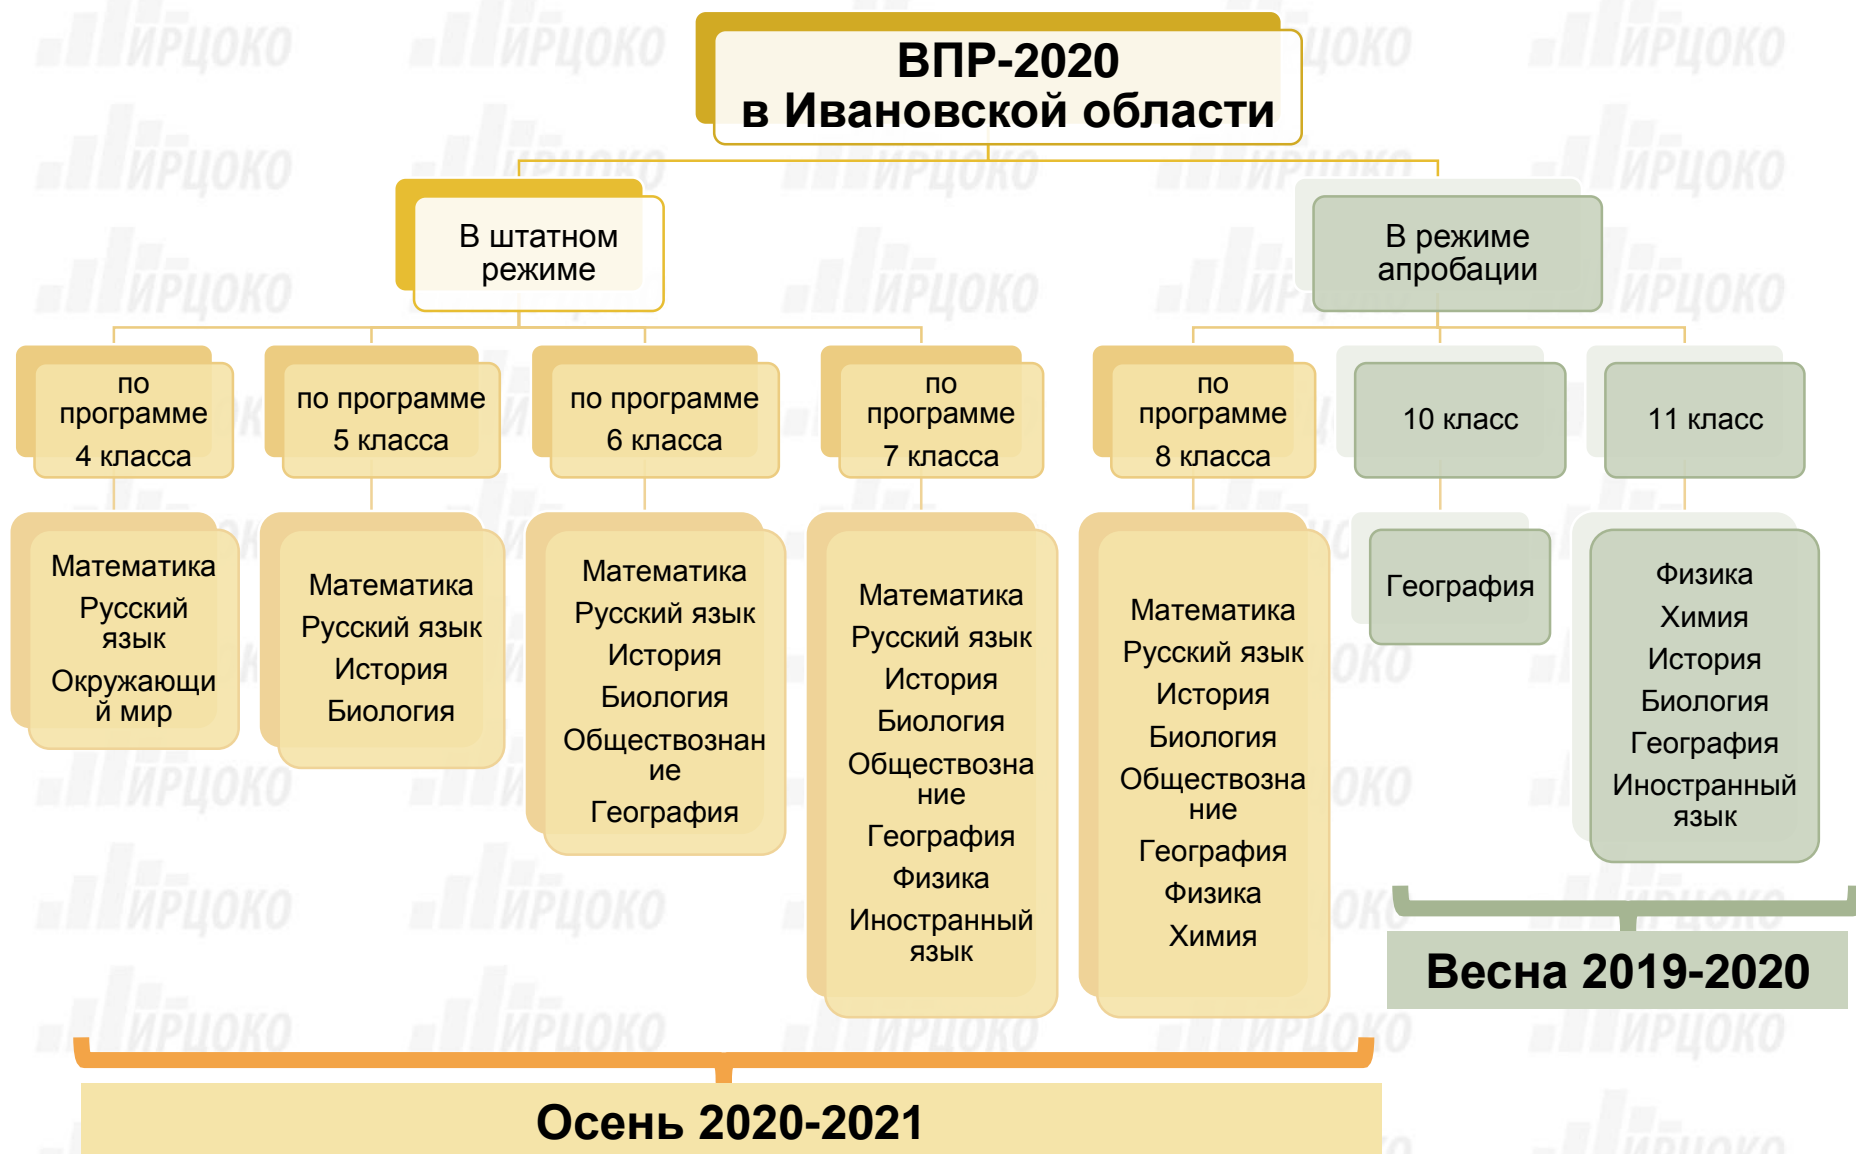 ВПР-2020
в Ивановской области
В штатном
режиме
В режиме
апробации
по
программе
4 класса
по программе
5 класса
по программе
6 класса
по
программе
7 класса
по
программе
8 класса
10 класс
11 класс
Математика
Русский
язык
Окружающи
й мир
Математика
Русский язык
История
Биология
Математика
Русский язык
История
Биология
Обществознан
ие
География
Математика
Русский язык
История
Биология
Обществозна
ние
География
Физика
Иностранный
язык
Математика
Русский язык
История
Биология
Обществозна
ние
География
Физика
Химия
География
Физика
Химия
История
Биология
География
Иностранный
язык
Весна 2019-2020
Осень 2020-2021
ИРЦОКО